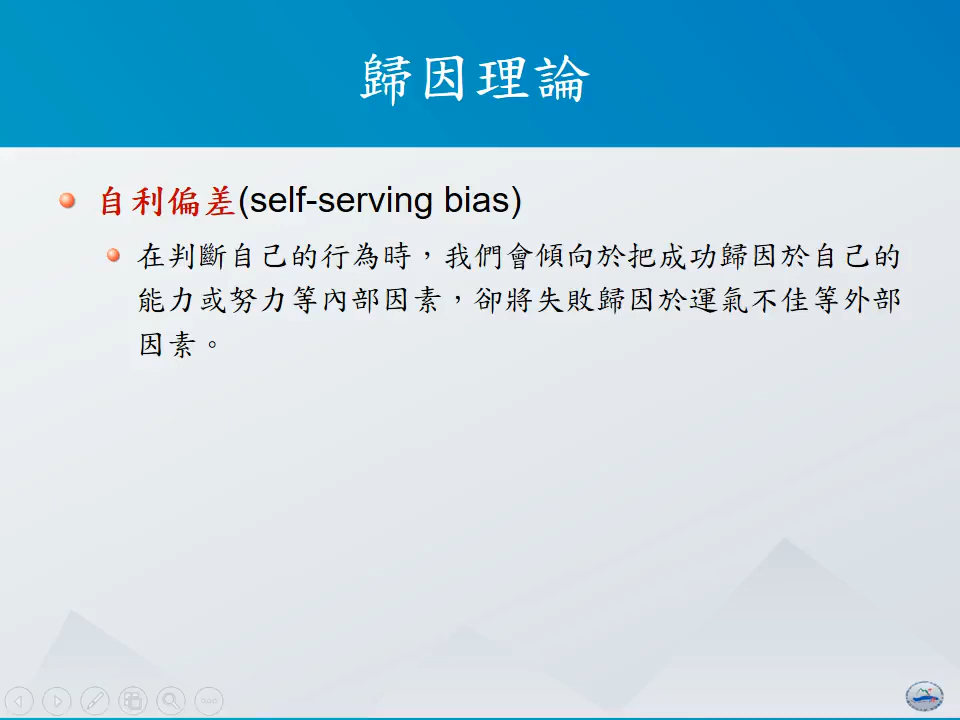 歸因理論
自利偏差(self-serving bias)
在判斷自己的行為時，我們會傾向於把成功歸因於自己的
能力或努力等內部因素，卻將失敗歸因於運氣不佳等外部
因素。